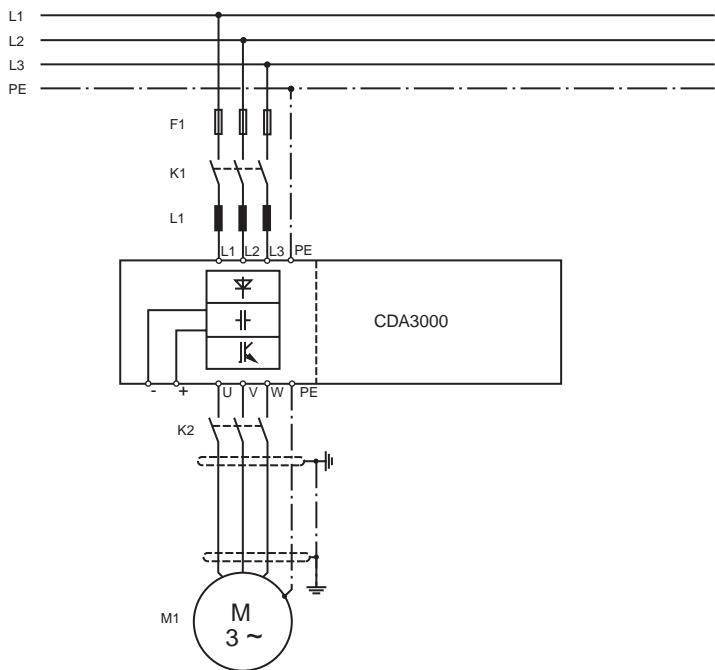 L1
L2
L3
PE
F1
K1
L1
L1 L2 L3 PE
CDA3000
- + U V W PE
K2
M1
M
3 ~